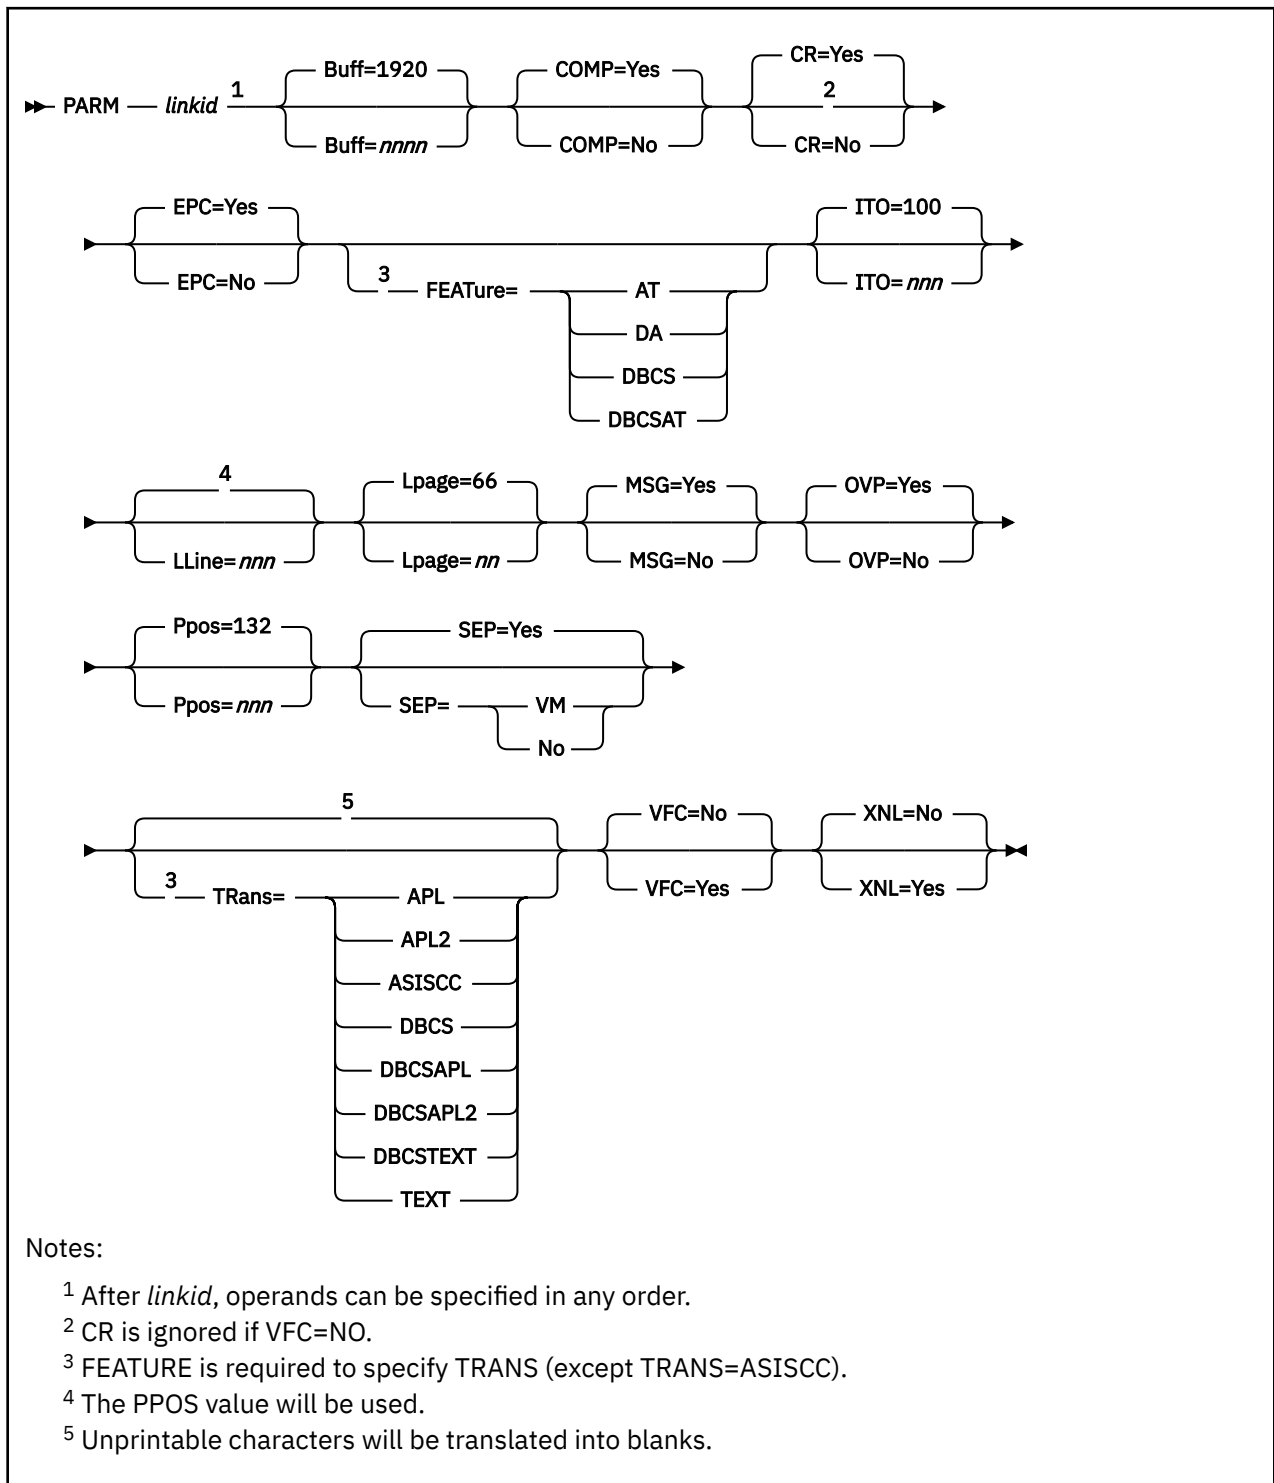 Buff=1920 COMP=Yes CR=Yes
PARM linkid 1 2
Buff=nnnn COMP=No CR=No
EPC=Yes ITO=100
EPC=No 3 FEATure= AT ITO=nnn
DA
DBCS
DBCSAT
4 Lpage=66 MSG=Yes OVP=Yes
LLine=nnn Lpage=nn MSG=No OVP=No
Ppos=132 SEP=Yes
Ppos=nnn SEP= VM
No
5 VFC=No XNL=No
3 TRans= APL VFC=Yes XNL=Yes
APL2
ASISCC
DBCS
DBCSAPL
DBCSAPL2
DBCSTEXT
TEXT
Notes:
1 After linkid, operands can be specified in any order.
2 CR is ignored if VFC=NO.
3 FEATURE is required to specify TRANS (except TRANS=ASISCC).
4 The PPOS value will be used.
5 Unprintable characters will be translated into blanks.